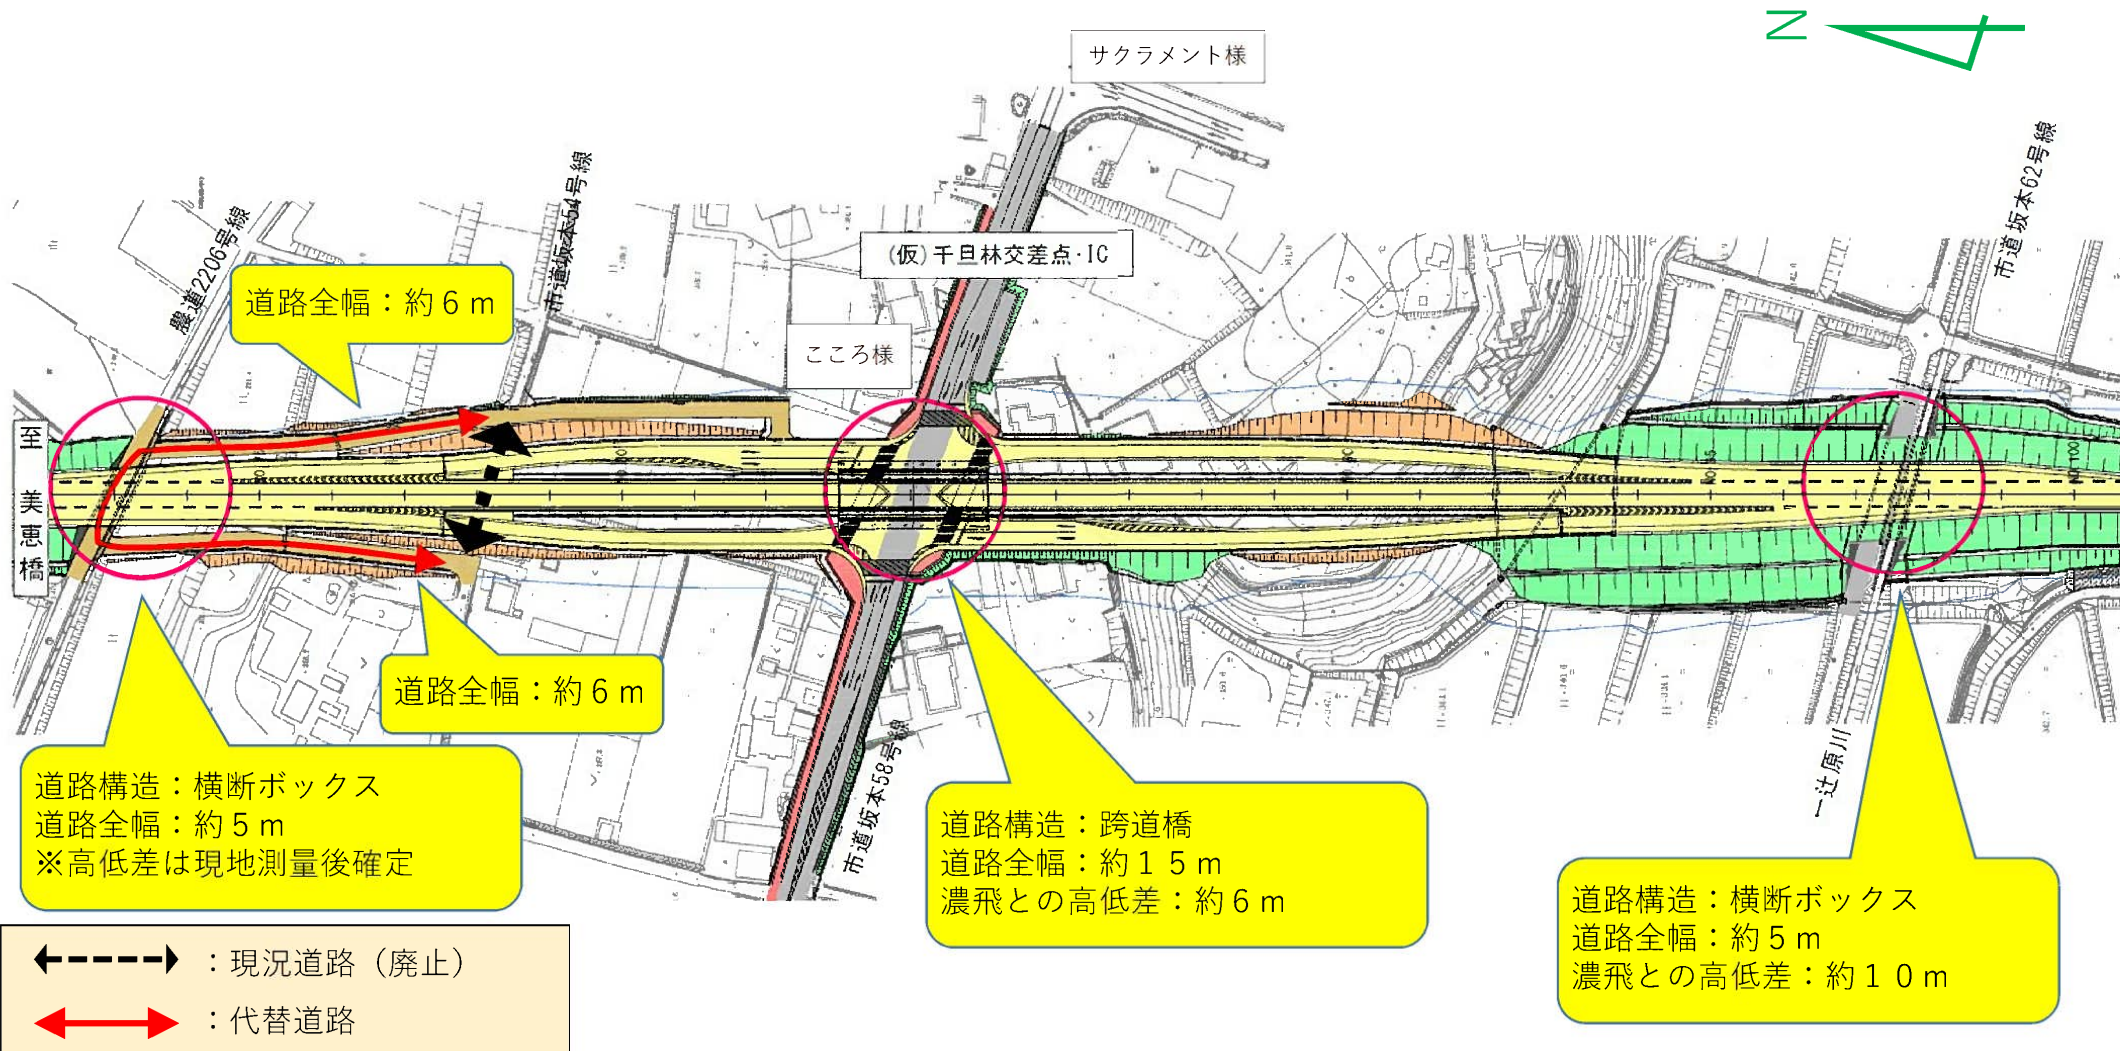 N
サクラメント様
市道坂本62号線
市道坂本54号線
農道2206号線
(仮)千旦林交差点・IC
道路全幅：約6m
こころ様
至 美恵橋
道路全幅：約6m
市道坂本58号線
一辻原川
道路構造：横断ボックス
道路全幅：約5m
※高低差は現地測量後確定
道路構造：跨道橋
道路全幅：約15m
濃飛との高低差：約6m
道路構造：横断ボックス
道路全幅：約5m
濃飛との高低差：約10m
：現況道路（廃止）
：代替道路